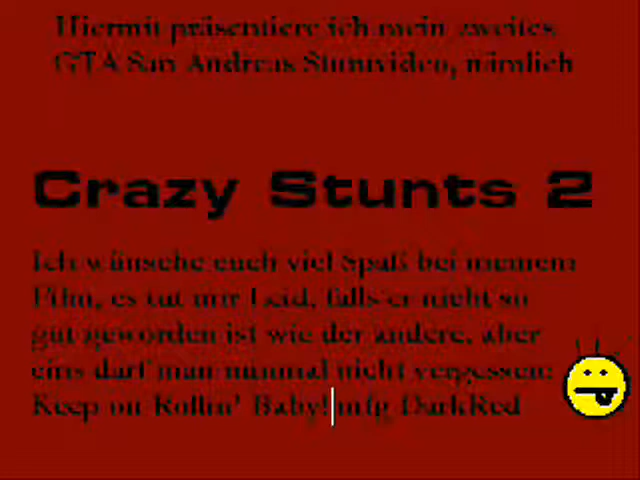 Hiermit präsentiere ich mein zweites
GTA San Andreas Stuntvideo, nämlich
Crazy Stunts 2
Ich wünsche euch viel Spaß bei meinem
Film, es tut mir Leid, falls er nicht so
gut geworden ist wie der andere, aber
eins darf man nunmal nicht vergessen:
Keep on Rollin' Baby! mfg DarkRed